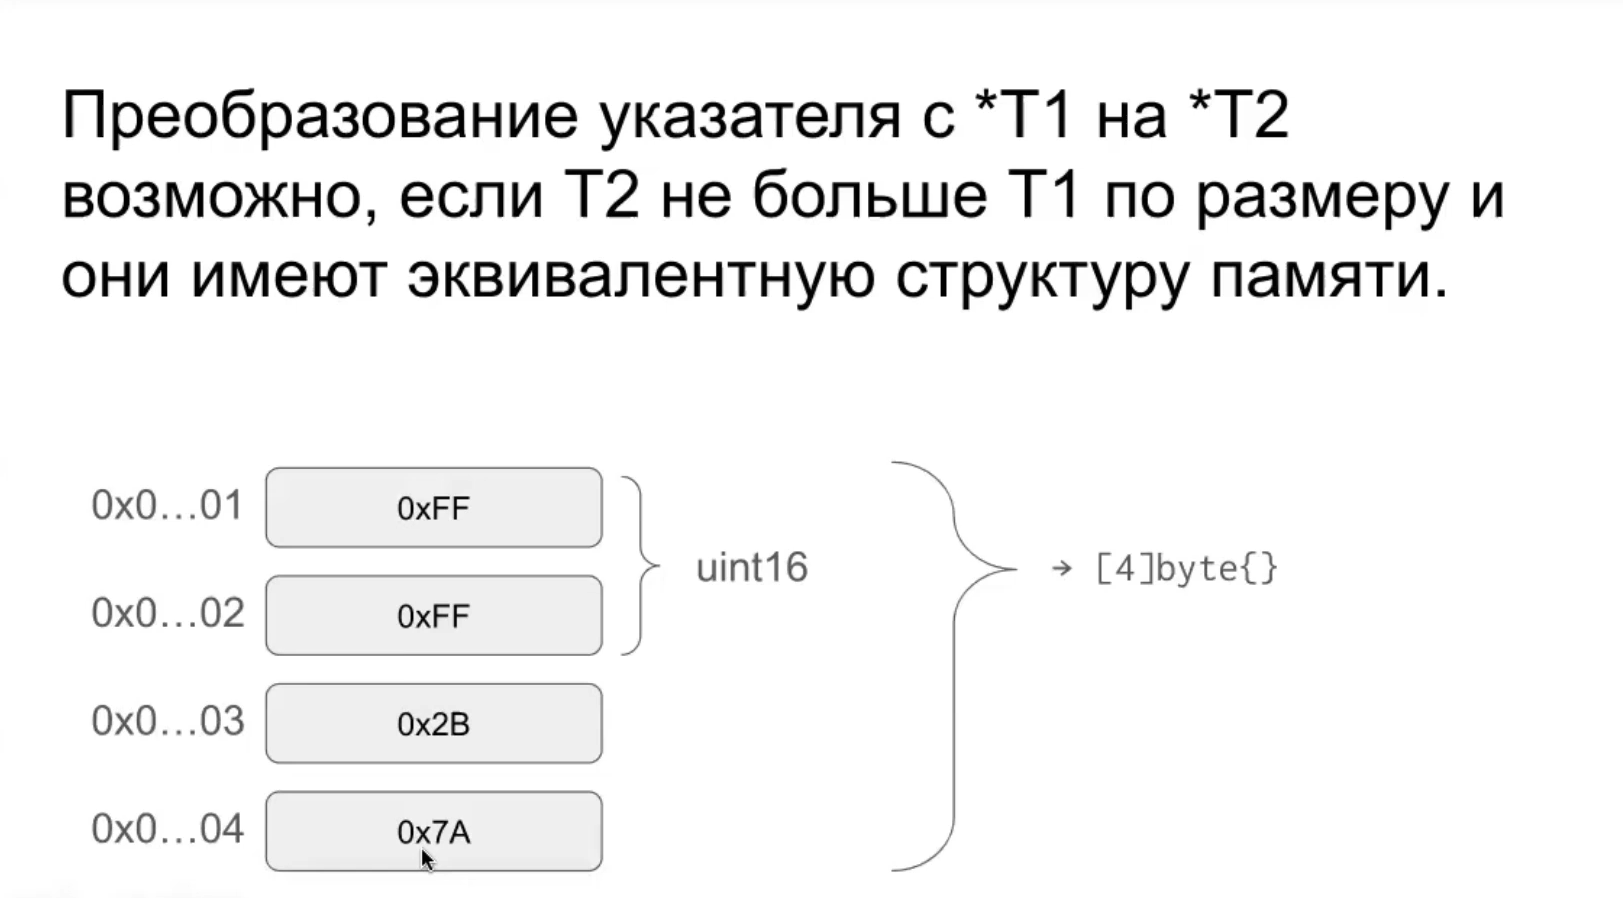 Преобразование указателя с *T1 на *T2
возможно, если T2 не больше T1 по размеру и
они имеют эквивалентную структуру памяти.
0x0...01 0xFF
uint16 → [4]byte{}
0x0...02 0xFF
0x0...03 0x2B
0x0...04 0x7A